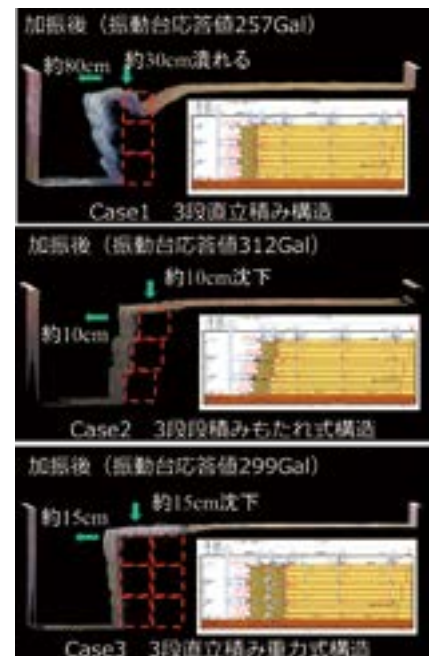 加振後（振動台応答値257Gal）
約80cm 約30cm潰れる
Case1 3段直立積み構造
加振後（振動台応答値312Gal）
約10cm沈下
約10cm
Case2 3段段積みもたれ式構造
加振後（振動台応答値299Gal）
約15cm沈下
約15cm
Case3 3段直立積み重力式構造